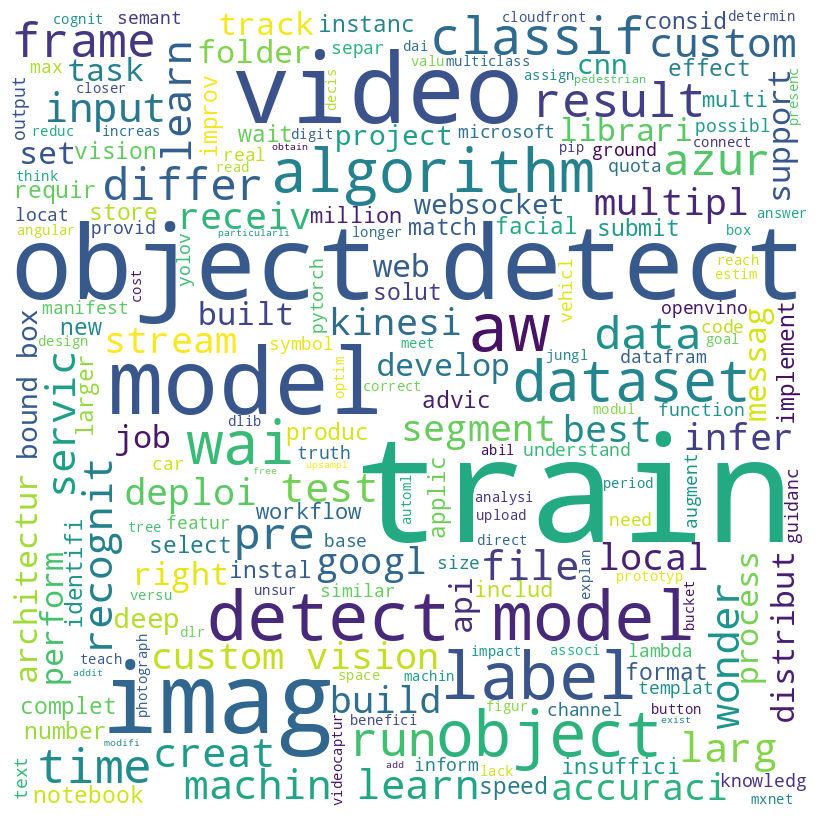 cognit semant track instanc cloudfront consid determin
frame max separ dai classif custom
output task folder valu multiclass cnn effect
closer video assign pedestrian
learn improv decis
input reduc increas wait digit project microsoft result multi presenc
set vision real obtain pip ground librari possibl support
think requir differ read algorithm quota azur connect
locat store receiv million websocket multipl answer
angular provid particularli longer match facial submit box
object detect
yolov cost web solut vehicl reach estim
manifest built pytorch kinesi openvino code goal
new bound box design larger stream symbol meet aw data messag implement
servic model optim correct develop jungl datafram dataset
job dlib produc advic modul function
wai segment best infer
car truth train abil understand augment guidanc
recognit deploi test applic automl analysi period
architectur tree featur workflow free upsampl upload need
identifi select pre base googl size direct file explan local
perform versu unsur right instal similar includ prototyp distribut process
deep dlr detect model api bucket
teach addit photograph custom vision impact associ lambda wonder
space machin label format templat
complet imag build figur channel button
number modifi benefici run object exist larg
text time creat videocaptur inform lack insuffici
notebook machin learn add speed accuraci knowledg mxnet